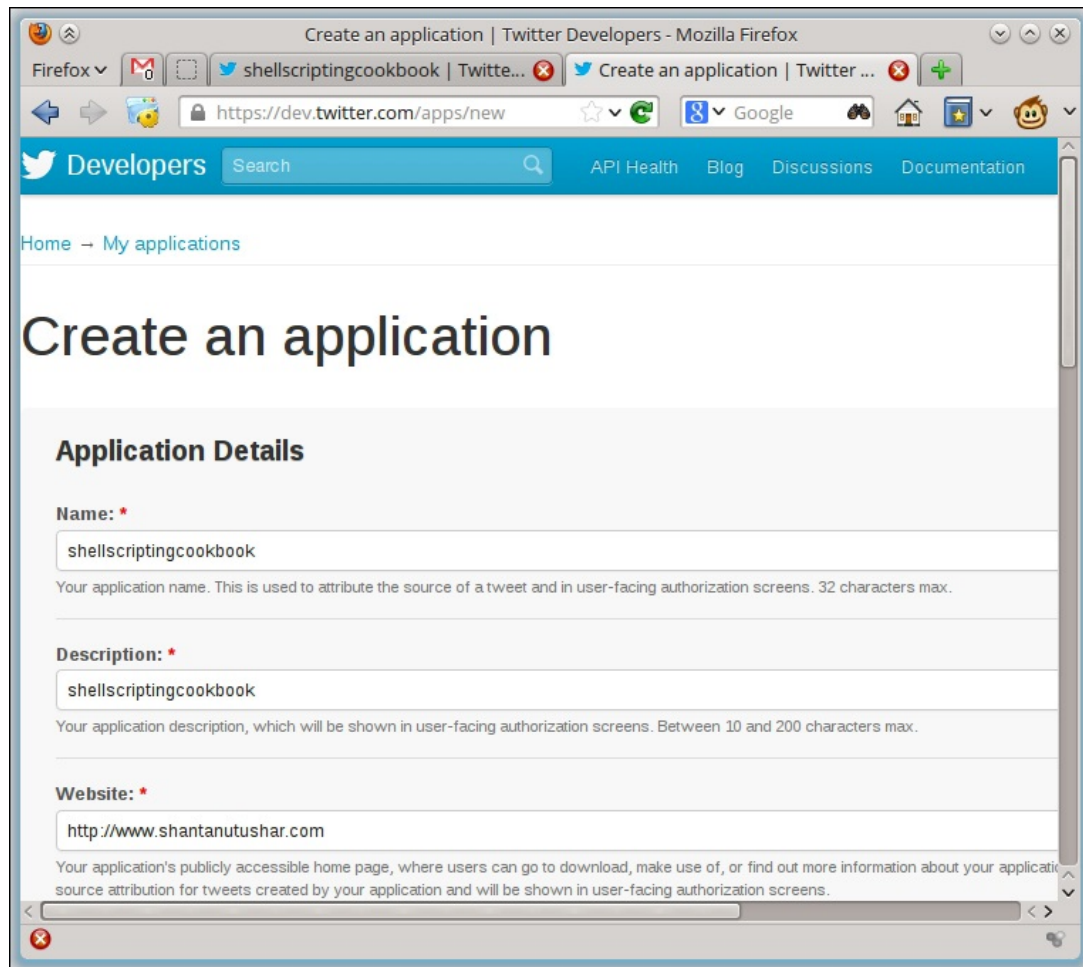 Create an application | Twitter Developers - Mozilla Firefox
Firefox
0
shellscriptingcookbook | Twitte...
Create an application | Twitter ...
https://dev.twitter.com/apps/new
8
Google
Developers
Search
API Health
Blog
Discussions
Documentation
Home → My applications
Create an application
Application Details
Name: *
shellscriptingcookbook
Your application name. This is used to attribute the source of a tweet and in user-facing authorization screens. 32 characters max.
Description: *
shellscriptingcookbook
Your application description, which will be shown in user-facing authorization screens. Between 10 and 200 characters max.
Website: *
http://www.shantanutushar.com
Your application's publicly accessible home page, where users can go to download, make use of, or find out more information about your applicatic
source attribution for tweets created by your application and will be shown in user-facing authorization screens.